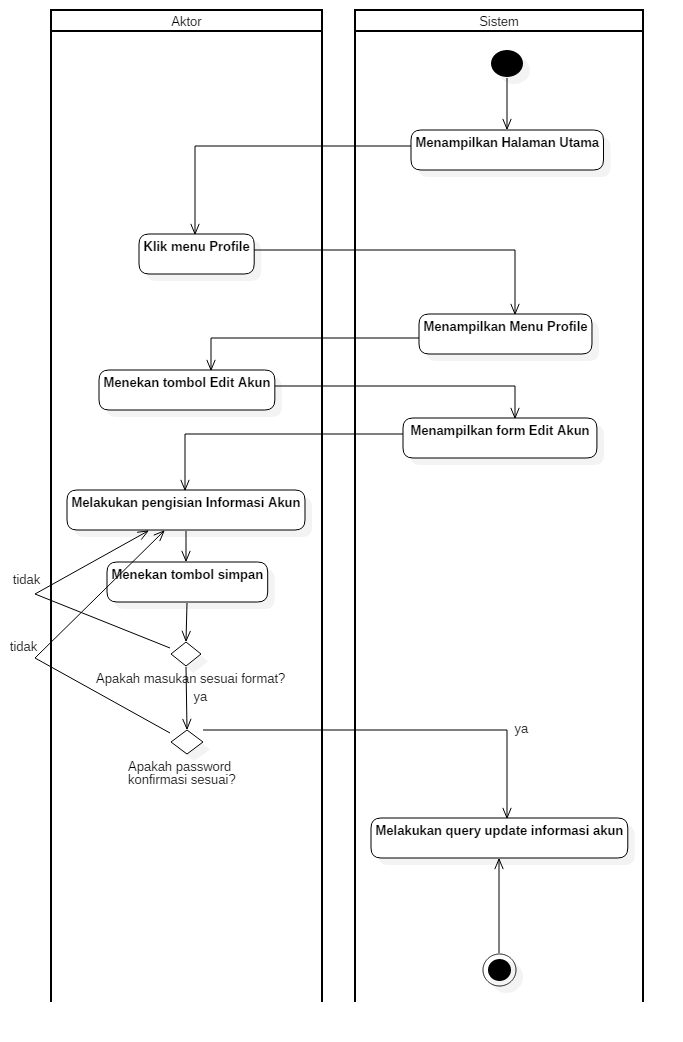 Aktor
Sistem
Menampilkan Halaman Utama
Klik menu Profile
Menampilkan Menu Profile
Menekan tombol Edit Akun
Menampilkan form Edit Akun
Melakukan pengisian Informasi Akun
Menekan tombol simpan
tidak
tidak
Apakah masukan sesuai format?
ya
ya
Apakah password
konfirmasi sesuai?
Melakukan query update informasi akun